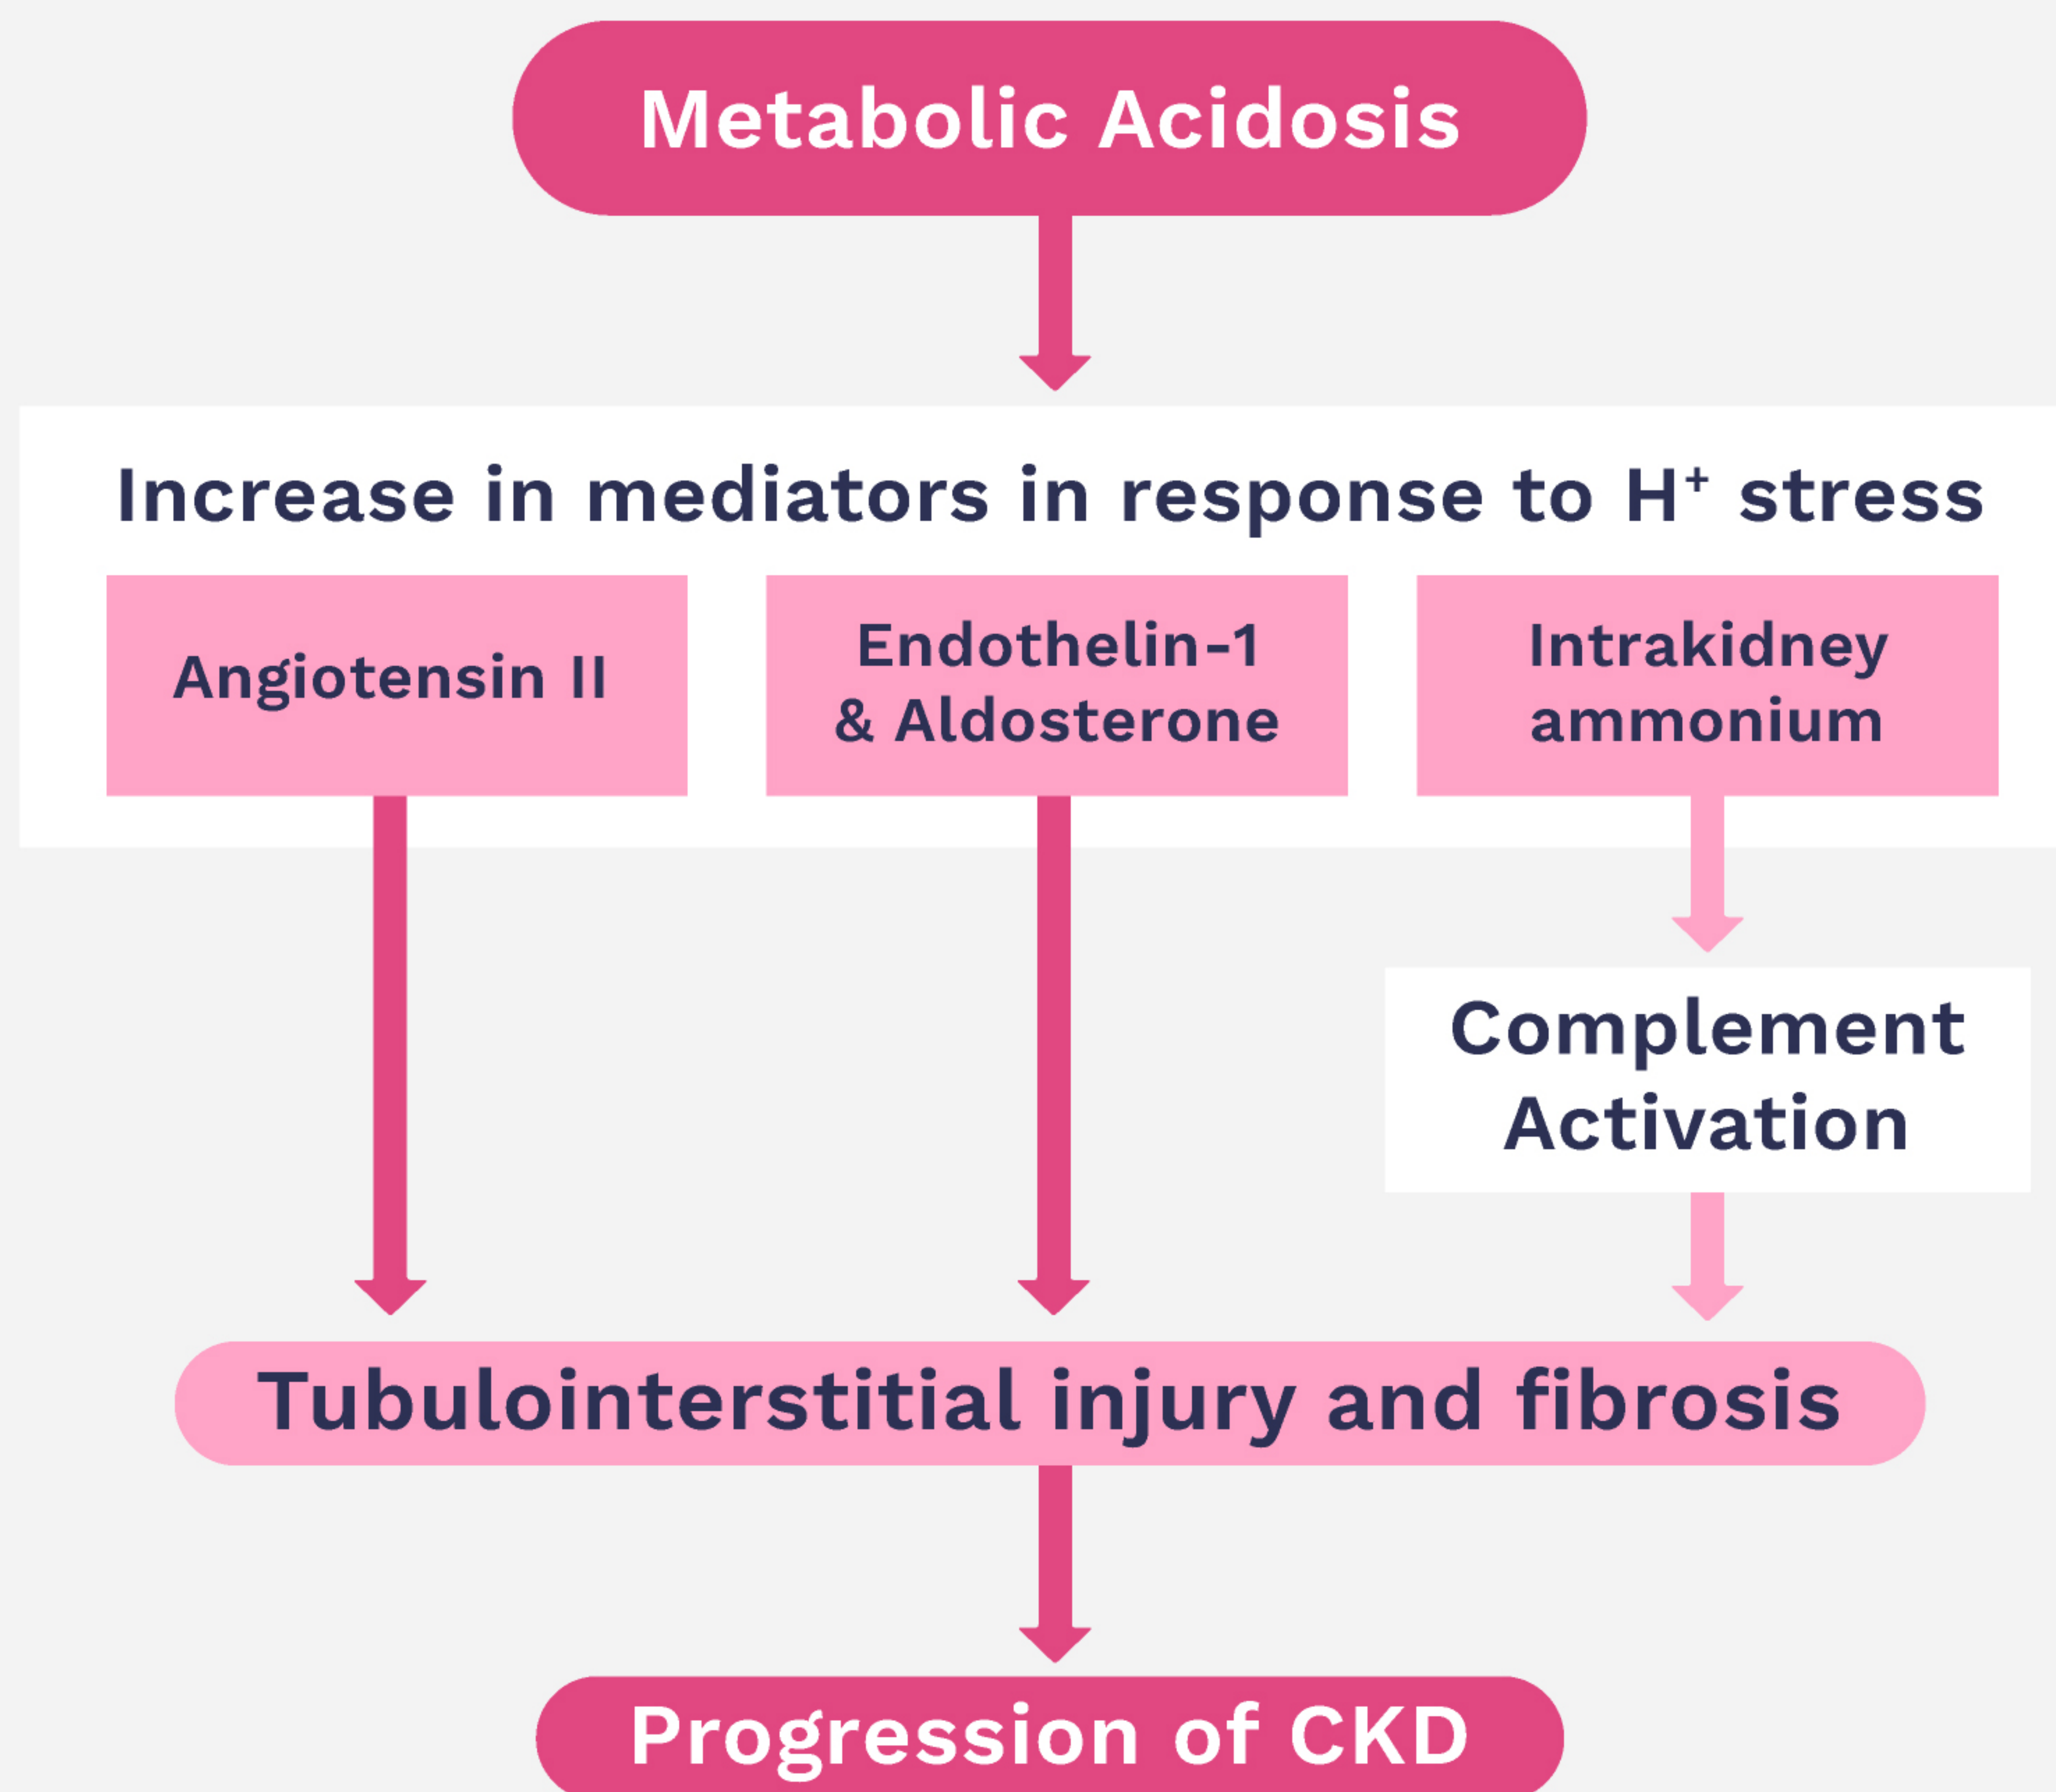 Metabolic Acidosis
Increase in mediators in response to H⁺ stress
Angiotensin II
Endothelin-1
& Aldosterone
Intrakidney
ammonium
Complement
Activation
Tubulointerstitial injury and fibrosis
Progression of CKD